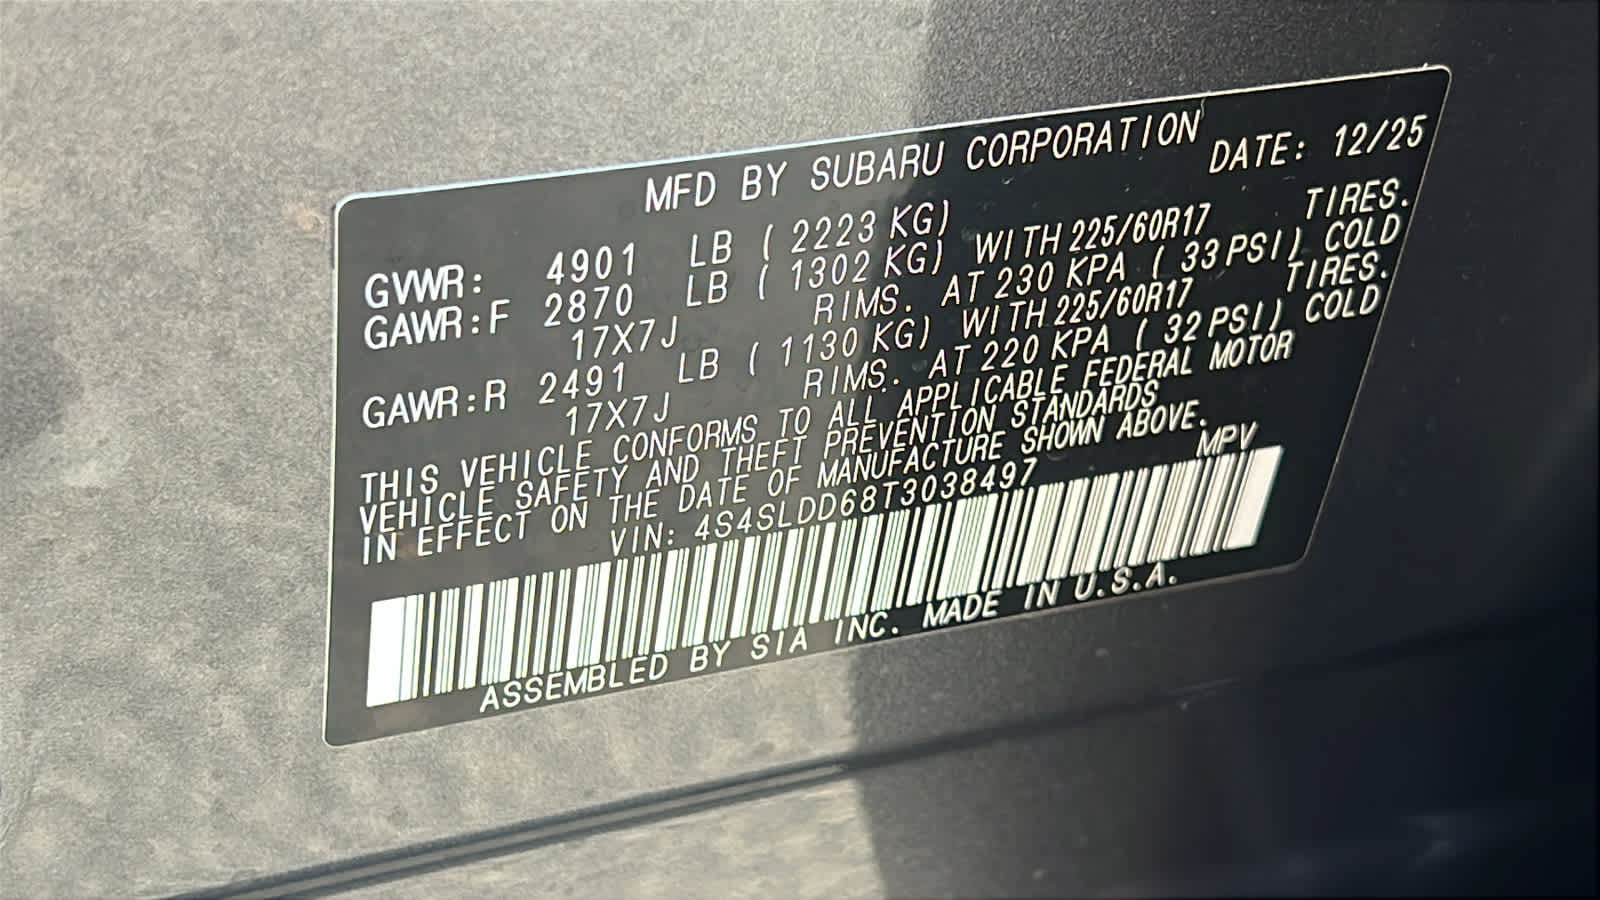 MFD BY SUBARU CORPORATION DATE: 12/25
GVWR: 4901 LB ( 2223 KG)
GAWR:F 2870 LB ( 1302 KG) WITH 225/60R17 TIRES.
17X7J RIMS. AT 230 KPA ( 33 PSI) COLD
GAWR:R 2491 LB ( 1130 KG) WITH 225/60R17 TIRES.
17X7J RIMS. AT 220 KPA ( 32 PSI) COLD
THIS VEHICLE CONFORMS TO ALL APPLICABLE FEDERAL MOTOR
VEHICLE SAFETY AND THEFT PREVENTION STANDARDS
IN EFFECT ON THE DATE OF MANUFACTURE SHOWN ABOVE.
VIN: 4S4SLDD68T3038497 MPV
ASSEMBLED BY SIA INC. MADE IN U.S.A.